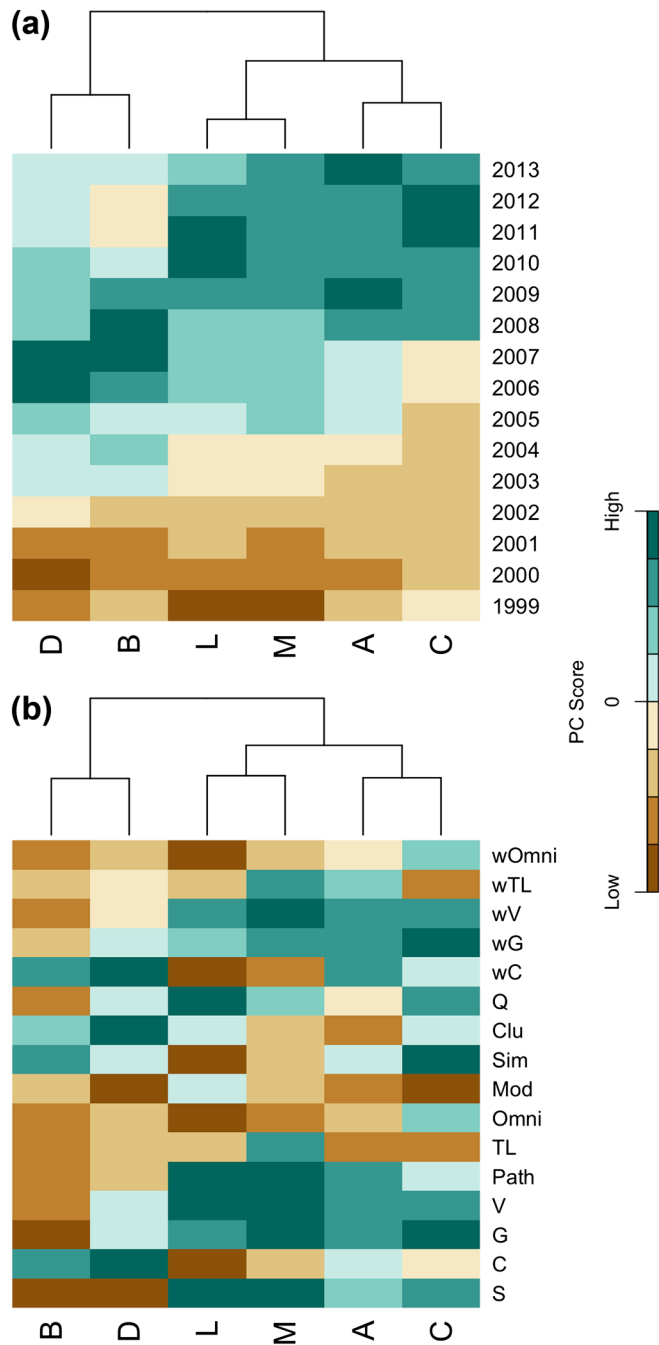 (a)
2013
2012
2011
2010
2009
2008
2007
2006
2005
2004
2003
2002
2001
2000
1999
D B L M A C
High
0
Low
PC Score
(b)
wOmni
wTL
wV
wG
wC
Q
Clu
Sim
Mod
Omni
TL
Path
V
G
C
S
B D L M A C